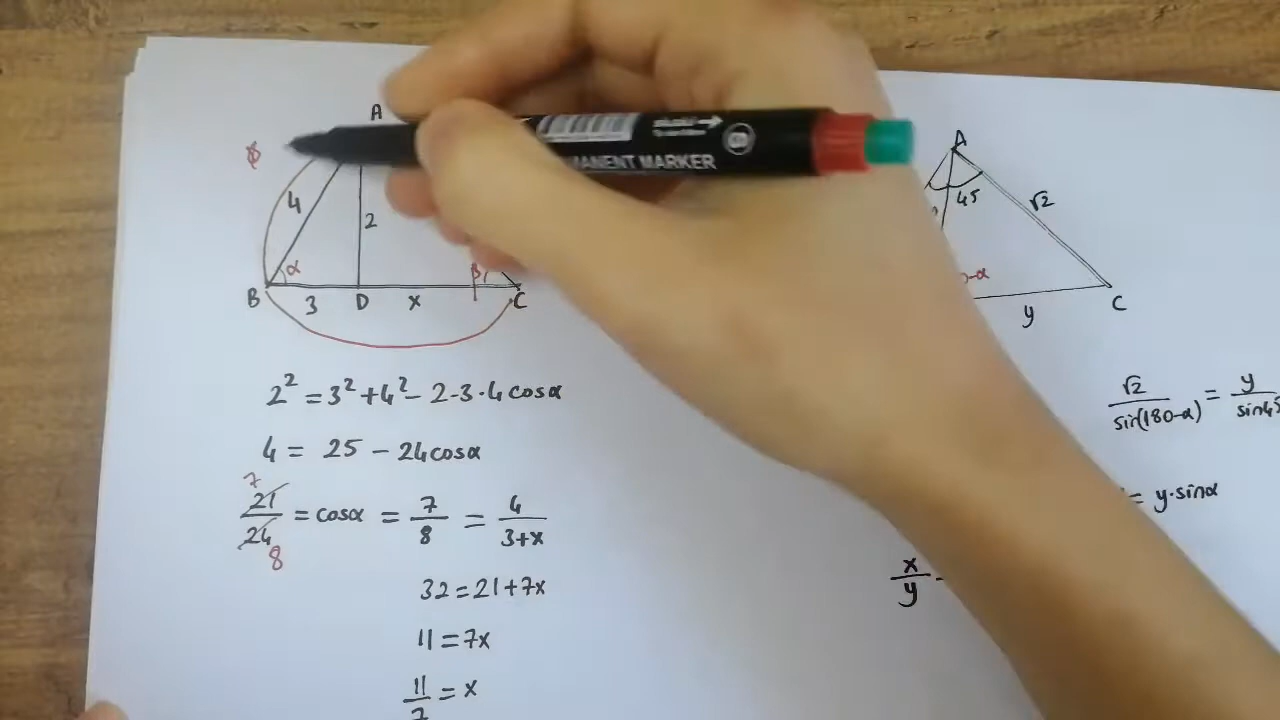 A
4
2
α
β
B
3
D
x
C
2² = 3² + 4² - 2·3·4 cosα
4 = 25 - 24cosα
7
21/24 = cosα = 7/8 = 4/3+x
8
32 = 21 + 7x
11 = 7x
11/7 = x
MANENT MARKER
A
45
√2
-α
y
C
√2/sin(180-α) = y/sin45
= y·sinα
x/y